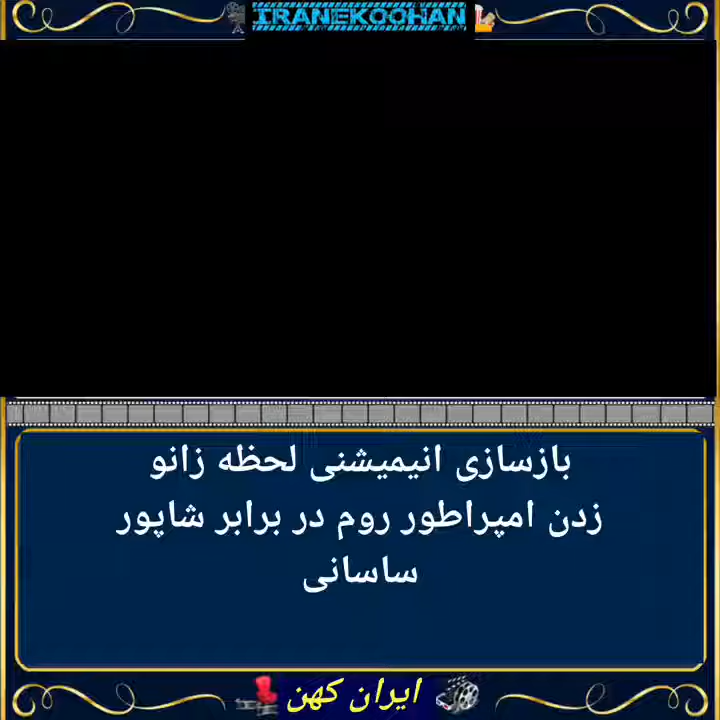 IRANEKOOHAN
بازسازی انیمیشنی لحظه زانو
زدن امپراطور روم در برابر شاپور
ساسانی
ایران کهن